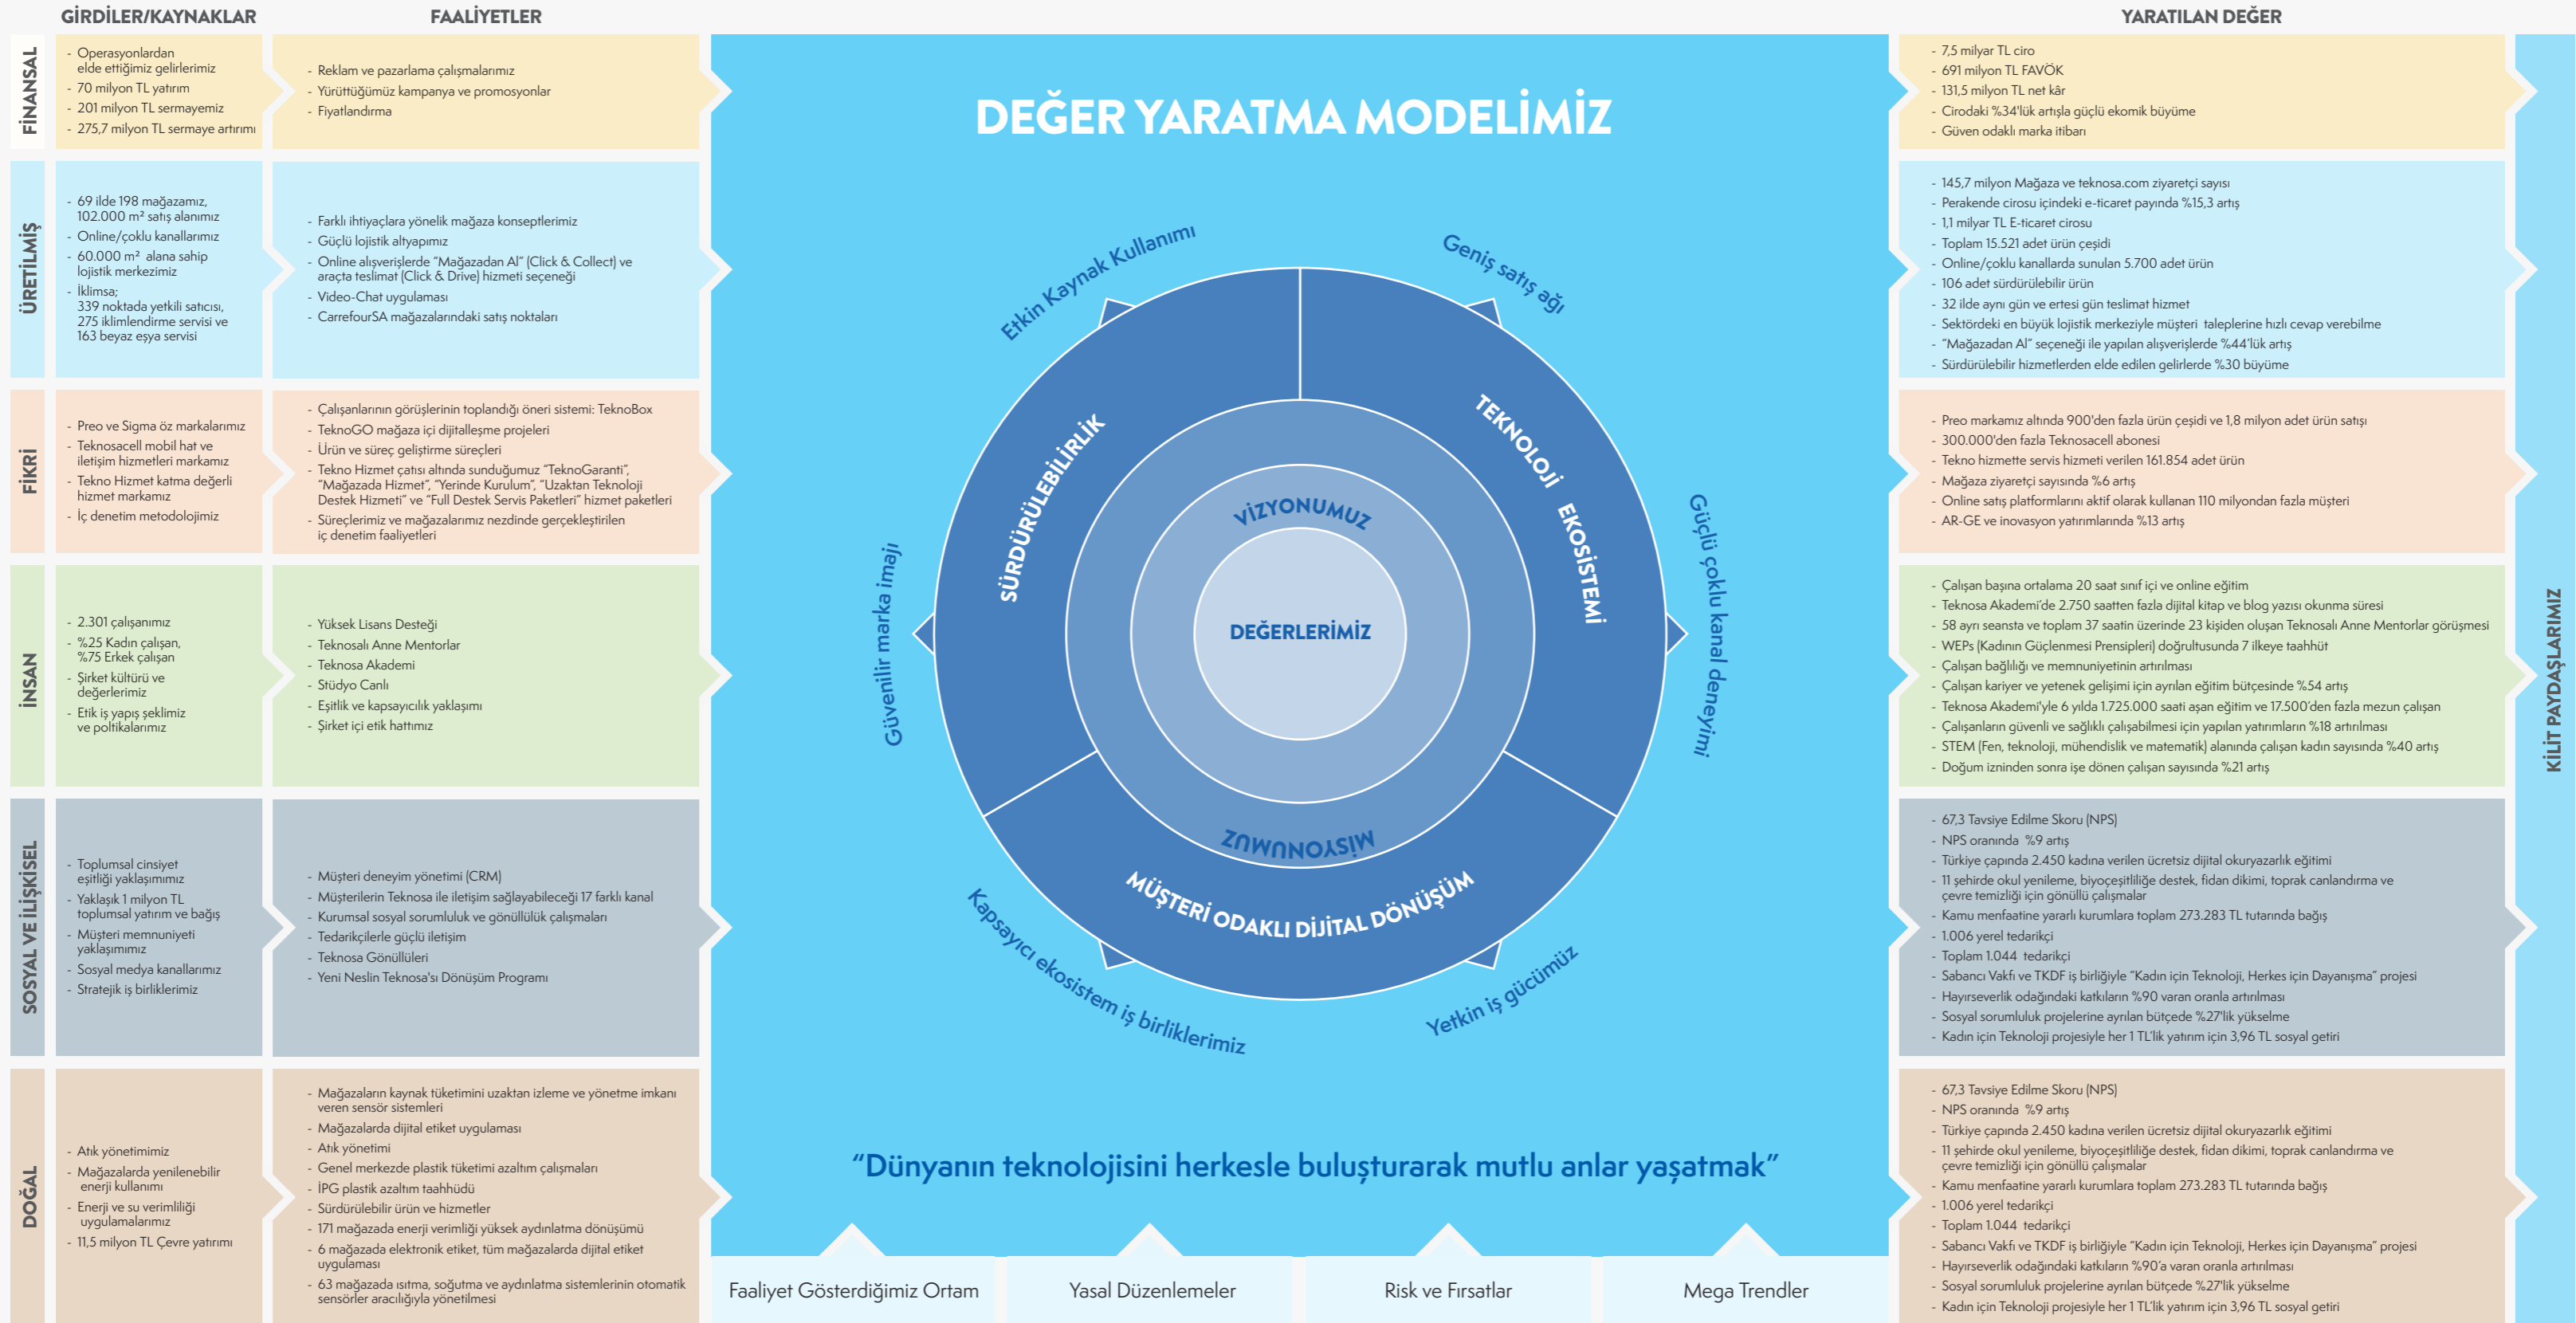 GİRDİLER/KAYNAKLAR
FAALİYETLER
YARATILAN DEĞER
FİNANSAL
- Operasyonlardan
elde ettiğimiz gelirlerimiz
- 70 milyon TL yatırım
- 201 milyon TL sermayemiz
- 275,7 milyon TL sermaye artırımı
- Reklam ve pazarlama çalışmalarımız
- Yürüttüğümüz kampanya ve promosyonlar
- Fiyatlandırma
- 7,5 milyar TL ciro
- 691 milyon TL FAVÖK
- 131,5 milyon TL net kâr
- Cirodaki %34'lük artışla güçlü ekomik büyüme
- Güven odaklı marka itibarı
ÜRETİLMİŞ
- 69 ilde 198 mağazamız,
102.000 m² satış alanımız
- Online/çoklu kanallarımız
- 60.000 m² alana sahip
lojistik merkezimiz
- İklimsa;
339 noktada yetkili satıcısı,
275 iklimlendirme servisi ve
163 beyaz eşya servisi
- Farklı ihtiyaçlara yönelik mağaza konseptlerimiz
- Güçlü lojistik altyapımız
- Online alışverişlerde "Mağazadan Al" (Click & Collect) ve
araçta teslimat (Click & Drive) hizmeti seçeneği
- Video-Chat uygulaması
- CarrefourSA mağazalarındaki satış noktaları
- 145,7 milyon Mağaza ve teknosa.com ziyaretçi sayısı
- Perakende cirosu içindeki e-ticaret payında %15,3 artış
- 1,1 milyar TL E-ticaret cirosu
- Toplam 15.521 adet ürün çeşidi
- Online/çoklu kanallarda sunulan 5.700 adet ürün
- 106 adet sürdürülebilir ürün
- 32 ilde aynı gün ve ertesi gün teslimat hizmet
- Sektördeki en büyük lojistik merkeziyle müşteri taleplerine hızlı cevap verebilme
- "Mağazadan Al" seçeneği ile yapılan alışverişlerde %44'lük artış
- Sürdürülebilir hizmetlerden elde edilen gelirlerde %30 büyüme
FİKRİ
- Preo ve Sigma öz markalarımız
- Teknosacell mobil hat ve
iletişim hizmetleri markamız
- Tekno Hizmet katma değerli
hizmet markamız
- İç denetim metodolojimiz
- Çalışanlarının görüşlerinin toplandığı öneri sistemi: TeknoBox
- TeknoGO mağaza içi dijitalleşme projeleri
- Ürün ve süreç geliştirme süreçleri
- Tekno Hizmet çatısı altında sunduğumuz "TeknoGaranti",
"Mağazada Hizmet", "Yerinde Kurulum", "Uzaktan Teknoloji
Destek Hizmeti" ve "Full Destek Servis Paketleri" hizmet paketleri
- Süreçlerimiz ve mağazalarımız nezdinde gerçekleştirilen
iç denetim faaliyetleri
- Preo markamız altında 900'den fazla ürün çeşidi ve 1,8 milyon adet ürün satışı
- 300.000'den fazla Teknosacell abonesi
- Tekno hizmette servis hizmeti verilen 161.854 adet ürün
- Mağaza ziyaretçi sayısında %6 artış
- Online satış platformlarını aktif olarak kullanan 110 milyondan fazla müşteri
- AR-GE ve inovasyon yatırımlarında %13 artış
İNSAN
- 2.301 çalışanımız
- %25 Kadın çalışan,
%75 Erkek çalışan
- Şirket kültürü ve
değerlerimiz
- Etik iş yapış şeklimiz
ve poltikalarımız
- Yüksek Lisans Desteği
- Teknosalı Anne Mentorlar
- Teknosa Akademi
- Stüdyo Canlı
- Eşitlik ve kapsayıcılık yaklaşımı
- Şirket içi etik hattımız
- Çalışan başına ortalama 20 saat sınıf içi ve online eğitim
- Teknosa Akademi'de 2.750 saatten fazla dijital kitap ve blog yazısı okunma süresi
- 58 ayrı seansta ve toplam 37 saatin üzerinde 23 kişiden oluşan Teknosalı Anne Mentorlar görüşmesi
- WEPs (Kadının Güçlenmesi Prensipleri) doğrultusunda 7 ilkeye taahhüt
- Çalışan bağlılığı ve memnuniyetinin artırılması
- Çalışan kariyer ve yetenek gelişimi için ayrılan eğitim bütçesinde %54 artış
- Teknosa Akademi'yle 6 yılda 1.725.000 saati aşan eğitim ve 17.500'den fazla mezun çalışan
- Çalışanların güvenli ve sağlıklı çalışabilmesi için yapılan yatırımların %18 artırılması
- STEM (Fen, teknoloji, mühendislik ve matematik) alanında çalışan kadın sayısında %40 artış
- Doğum izninden sonra işe dönen çalışan sayısında %21 artış
SOSYAL VE İLİŞKİSEL
- Toplumsal cinsiyet
eşitliği yaklaşımımız
- Yaklaşık 1 milyon TL
toplumsal yatırım ve bağış
- Müşteri memnuniyeti
yaklaşımımız
- Sosyal medya kanallarımız
- Stratejik iş birliklerimiz
- Müşteri deneyim yönetimi (CRM)
- Müşterilerin Teknosa ile iletişim sağlayabileceği 17 farklı kanal
- Kurumsal sosyal sorumluluk ve gönüllülük çalışmaları
- Tedarikçilerle güçlü iletişim
- Teknosa Gönüllüleri
- Yeni Neslin Teknosa'sı Dönüşüm Programı
- 67,3 Tavsiye Edilme Skoru (NPS)
- NPS oranında %9 artış
- Türkiye çapında 2.450 kadına verilen ücretsiz dijital okuryazarlık eğitimi
- 11 şehirde okul yenileme, biyoçeşitliliğe destek, fidan dikimi, toprak canlandırma ve
çevre temizliği için gönüllü çalışmalar
- Kamu menfaatine yararlı kurumlara toplam 273.283 TL tutarında bağış
- 1.006 yerel tedarikçi
- Toplam 1.044 tedarikçi
- Sabancı Vakfı ve TKDF iş birliğiyle "Kadın için Teknoloji, Herkes için Dayanışma" projesi
- Hayırseverlik odağındaki katkıların %90 varan oranla artırılması
- Sosyal sorumluluk projelerine ayrılan bütçede %27'lik yükselme
- Kadın için Teknoloji projesiyle her 1 TL'lik yatırım için 3,96 TL sosyal getiri
DOĞAL
- Atık yönetimimiz
- Mağazalarda yenilenebilir
enerji kullanımı
- Enerji ve su verimliliği
uygulamalarımız
- 11,5 milyon TL Çevre yatırımı
- Mağazaların kaynak tüketimini uzaktan izleme ve yönetme imkanı
veren sensör sistemleri
- Mağazalarda dijital etiket uygulaması
- Atık yönetimi
- Genel merkezde plastik tüketimi azaltım çalışmaları
- İPG plastik azaltım taahhüdü
- Sürdürülebilir ürün ve hizmetler
- 171 mağazada enerji verimliği yüksek aydınlatma dönüşümü
- 6 mağazada elektronik etiket, tüm mağazalarda dijital etiket
uygulaması
- 63 mağazada ısıtma, soğutma ve aydınlatma sistemlerinin otomatik
sensörler aracılığıyla yönetilmesi
- 67,3 Tavsiye Edilme Skoru (NPS)
- NPS oranında %9 artış
- Türkiye çapında 2.450 kadına verilen ücretsiz dijital okuryazarlık eğitimi
- 11 şehirde okul yenileme, biyoçeşitliliğe destek, fidan dikimi, toprak canlandırma ve
çevre temizliği için gönüllü çalışmalar
- Kamu menfaatine yararlı kurumlara toplam 273.283 TL tutarında bağış
- 1.006 yerel tedarikçi
- Toplam 1.044 tedarikçi
- Sabancı Vakfı ve TKDF iş birliğiyle "Kadın için Teknoloji, Herkes için Dayanışma" projesi
- Hayırseverlik odağındaki katkıların %90'a varan oranla artırılması
- Sosyal sorumluluk projelerine ayrılan bütçede %27'lik yükselme
- Kadın için Teknoloji projesiyle her 1 TL'lik yatırım için 3,96 TL sosyal getiri
DEĞER YARATMA MODELİMİZ
Etkin Kaynak Kullanımı
Geniş satış ağı
Güçlü çoklu kanal deneyimi
Yetkin iş gücümüz
Kapsayıcı ekosistem iş birliklerimiz
Güvenilir marka imajı
SÜRDÜRÜLEBİLİRLİK
TEKNOLOJİ EKOSİSTEMİ
MÜŞTERİ ODAKLI DİJİTAL DÖNÜŞÜM
VİZYONUMUZ
DEĞERLERİMİZ
MİSYONUMUZ
"Dünyanın teknolojisini herkesle buluşturarak mutlu anlar yaşatmak"
Faaliyet Gösterdiğimiz Ortam
Yasal Düzenlemeler
Risk ve Fırsatlar
Mega Trendler
KİLİT PAYDAŞLARIMIZ